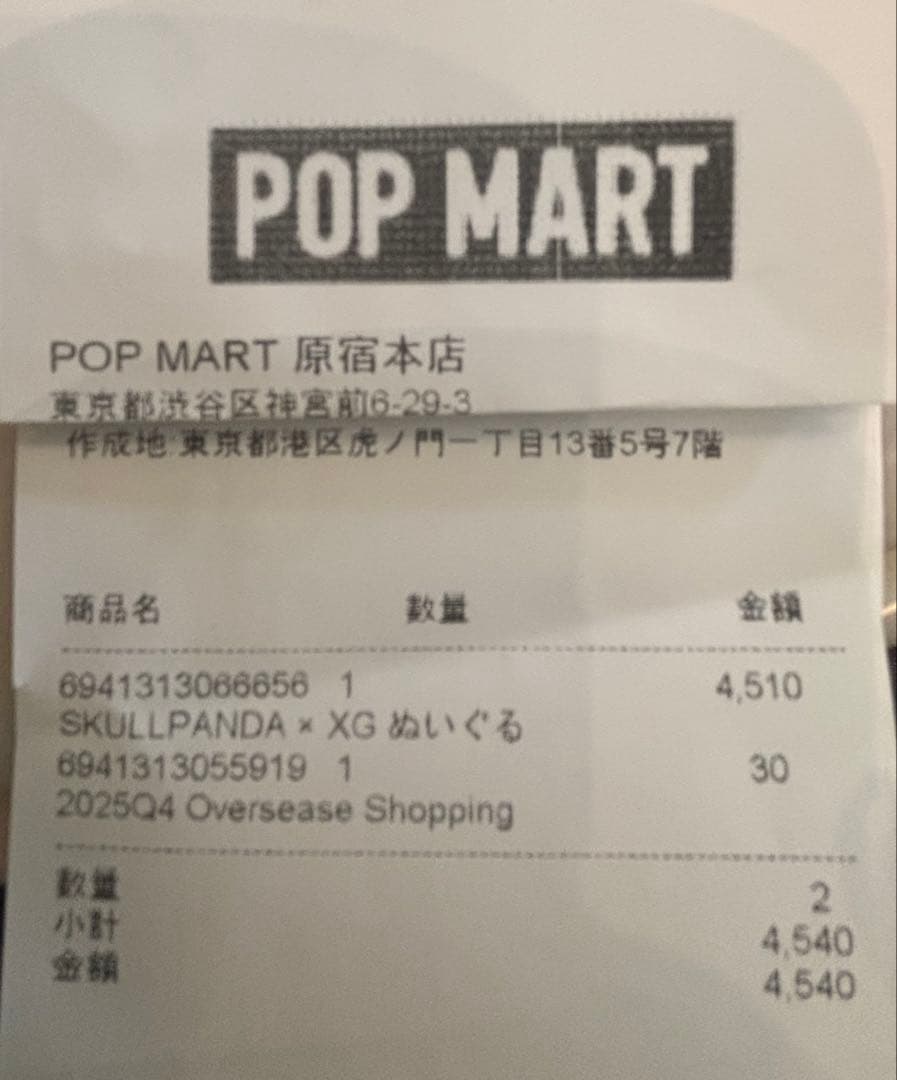 POP MART
POP MART 原宿本店
東京都渋谷区神宮前6-29-3
作成地:東京都港区虎ノ門一丁目13番5号7階
商品名 数量 金額
6941313066656 1 4,510
SKULLPANDA × XG ぬいぐる
6941313055919 1 30
2025Q4 Oversease Shopping
数量 2
小計 4,540
金額 4,540